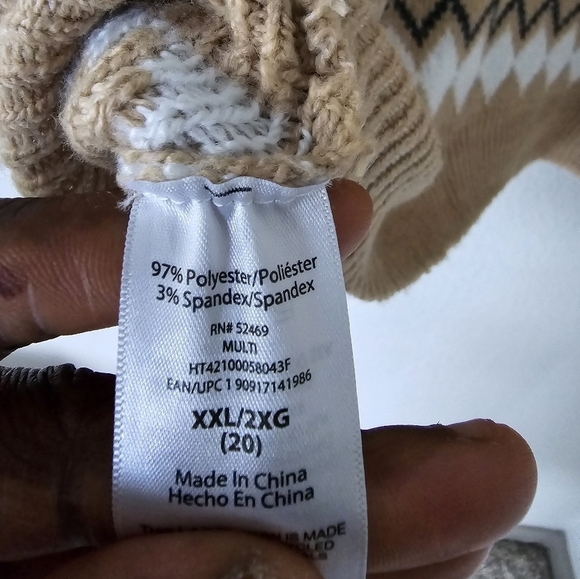 97% Polyester/Poliéster
3% Spandex/Spandex
RN# 52469
MULTI
HT42100058043F
EAN/UPC 1 90917141986
XXL/2XG
(20)
Made In China
Hecho En China
MADE